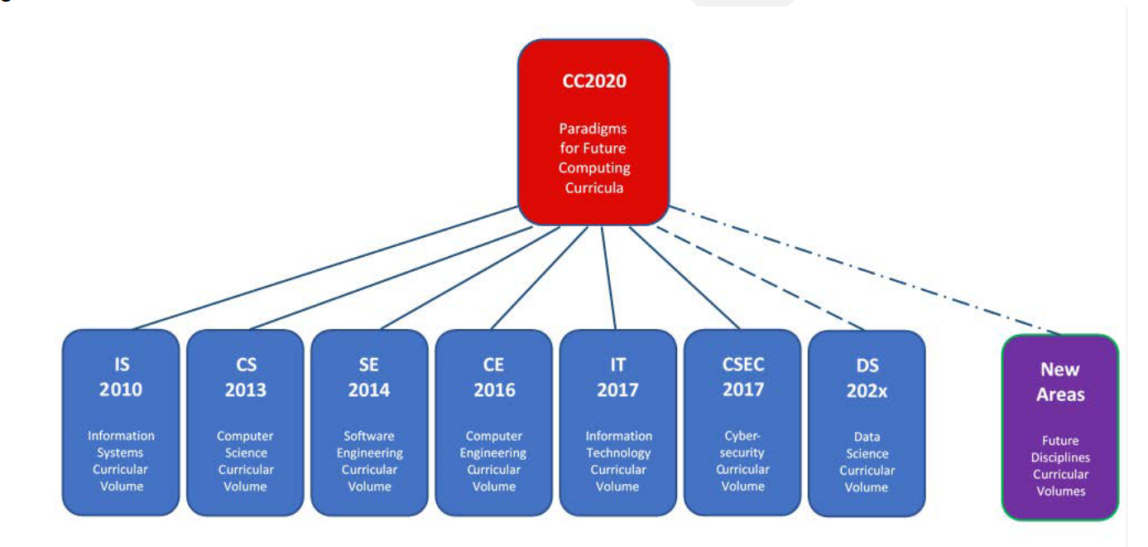 CC2020
Paradigms
for Future
Computing
Curricula
IS
2010
Information
Systems
Curricular
Volume
CS
2013
Computer
Science
Curricular
Volume
SE
2014
Software
Engineering
Curricular
Volume
CE
2016
Computer
Engineering
Curricular
Volume
IT
2017
Information
Technology
Curricular
Volume
CSEC
2017
Cyber-
security
Curricular
Volume
DS
202x
Data
Science
Curricular
Volume
New
Areas
Future
Disciplines
Curricular
Volumes